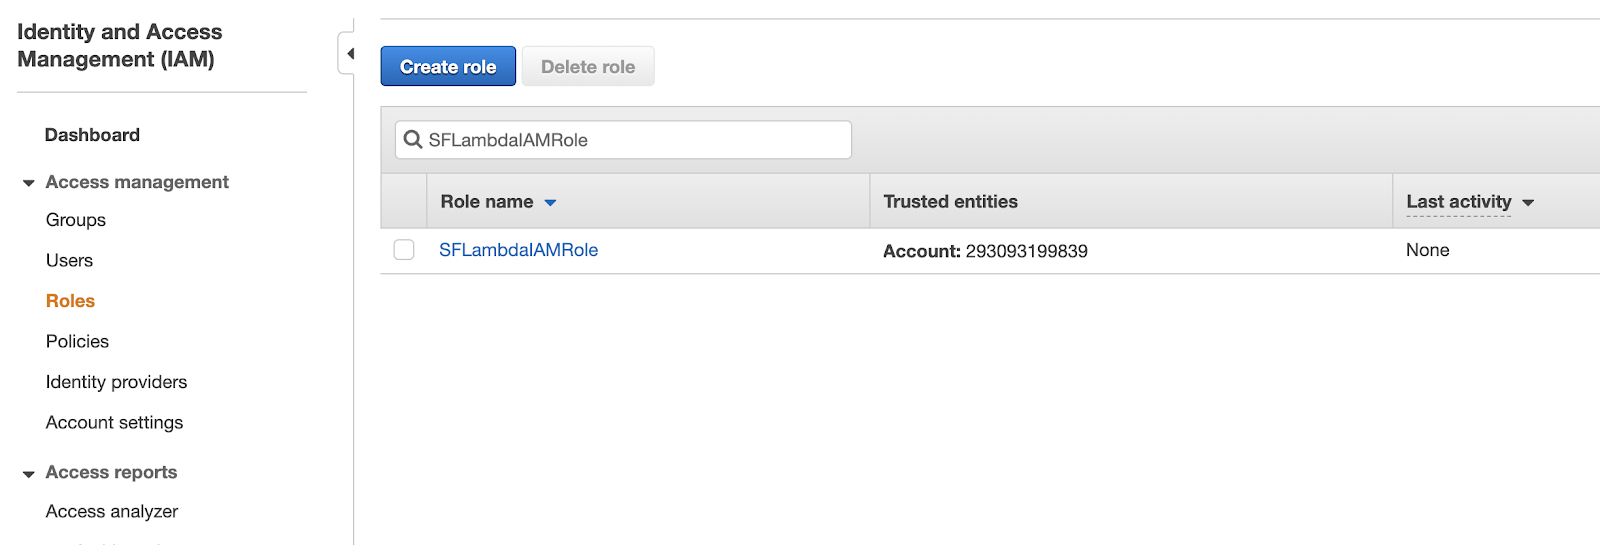 Identity and Access
Management (IAM)
Dashboard
Access management
Groups
Users
Roles
Policies
Identity providers
Account settings
Access reports
Access analyzer
Create role
Delete role
SFLambdaIAMRole
Role name
Trusted entities
Last activity
SFLambdaIAMRole
Account: 293093199839
None